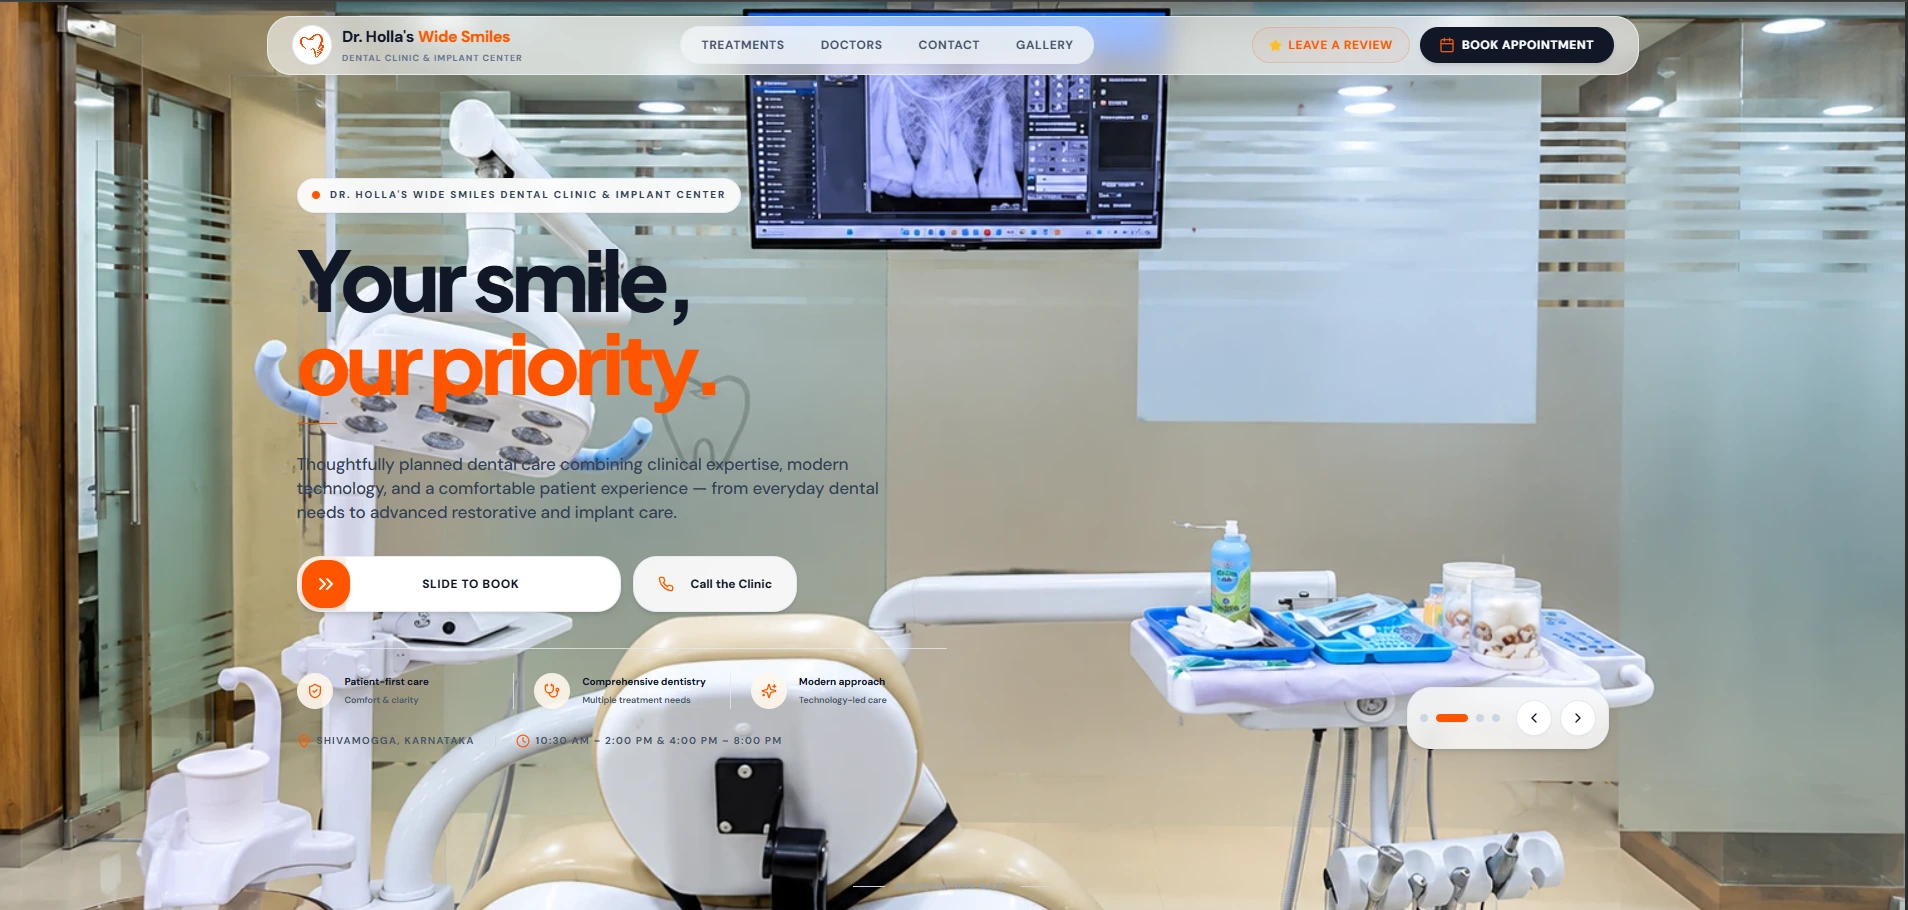 Dr. Holla's Wide Smiles
DENTAL CLINIC & IMPLANT CENTER
TREATMENTS
DOCTORS
CONTACT
GALLERY
LEAVE A REVIEW
BOOK APPOINTMENT
DR. HOLLA'S WIDE SMILES DENTAL CLINIC & IMPLANT CENTER
Your smile,
our priority.
Thoughtfully planned dental care combining clinical expertise, modern
technology, and a comfortable patient experience — from everyday dental
needs to advanced restorative and implant care.
SLIDE TO BOOK
Call the Clinic
Patient-first care
Comfort & clarity
Comprehensive dentistry
Multiple treatment needs
Modern approach
Technology-led care
SHIVAMOGGA, KARNATAKA
10:30 AM – 2:00 PM & 4:00 PM – 8:00 PM